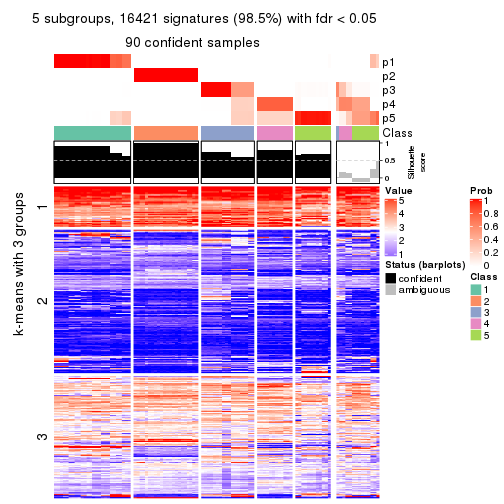 5 subgroups, 16421 signatures (98.5%) with fdr < 0.05
90 confident samples
p1
p2
p3
p4
p5
Class
1
0.5
0
Silhouette
score
k-means with 3 groups
1
2
3
Value
5
4
3
2
1
Status (barplots)
confident
ambiguous
Prob
1
0.8
0.6
0.4
0.2
0
Class
1
2
3
4
5